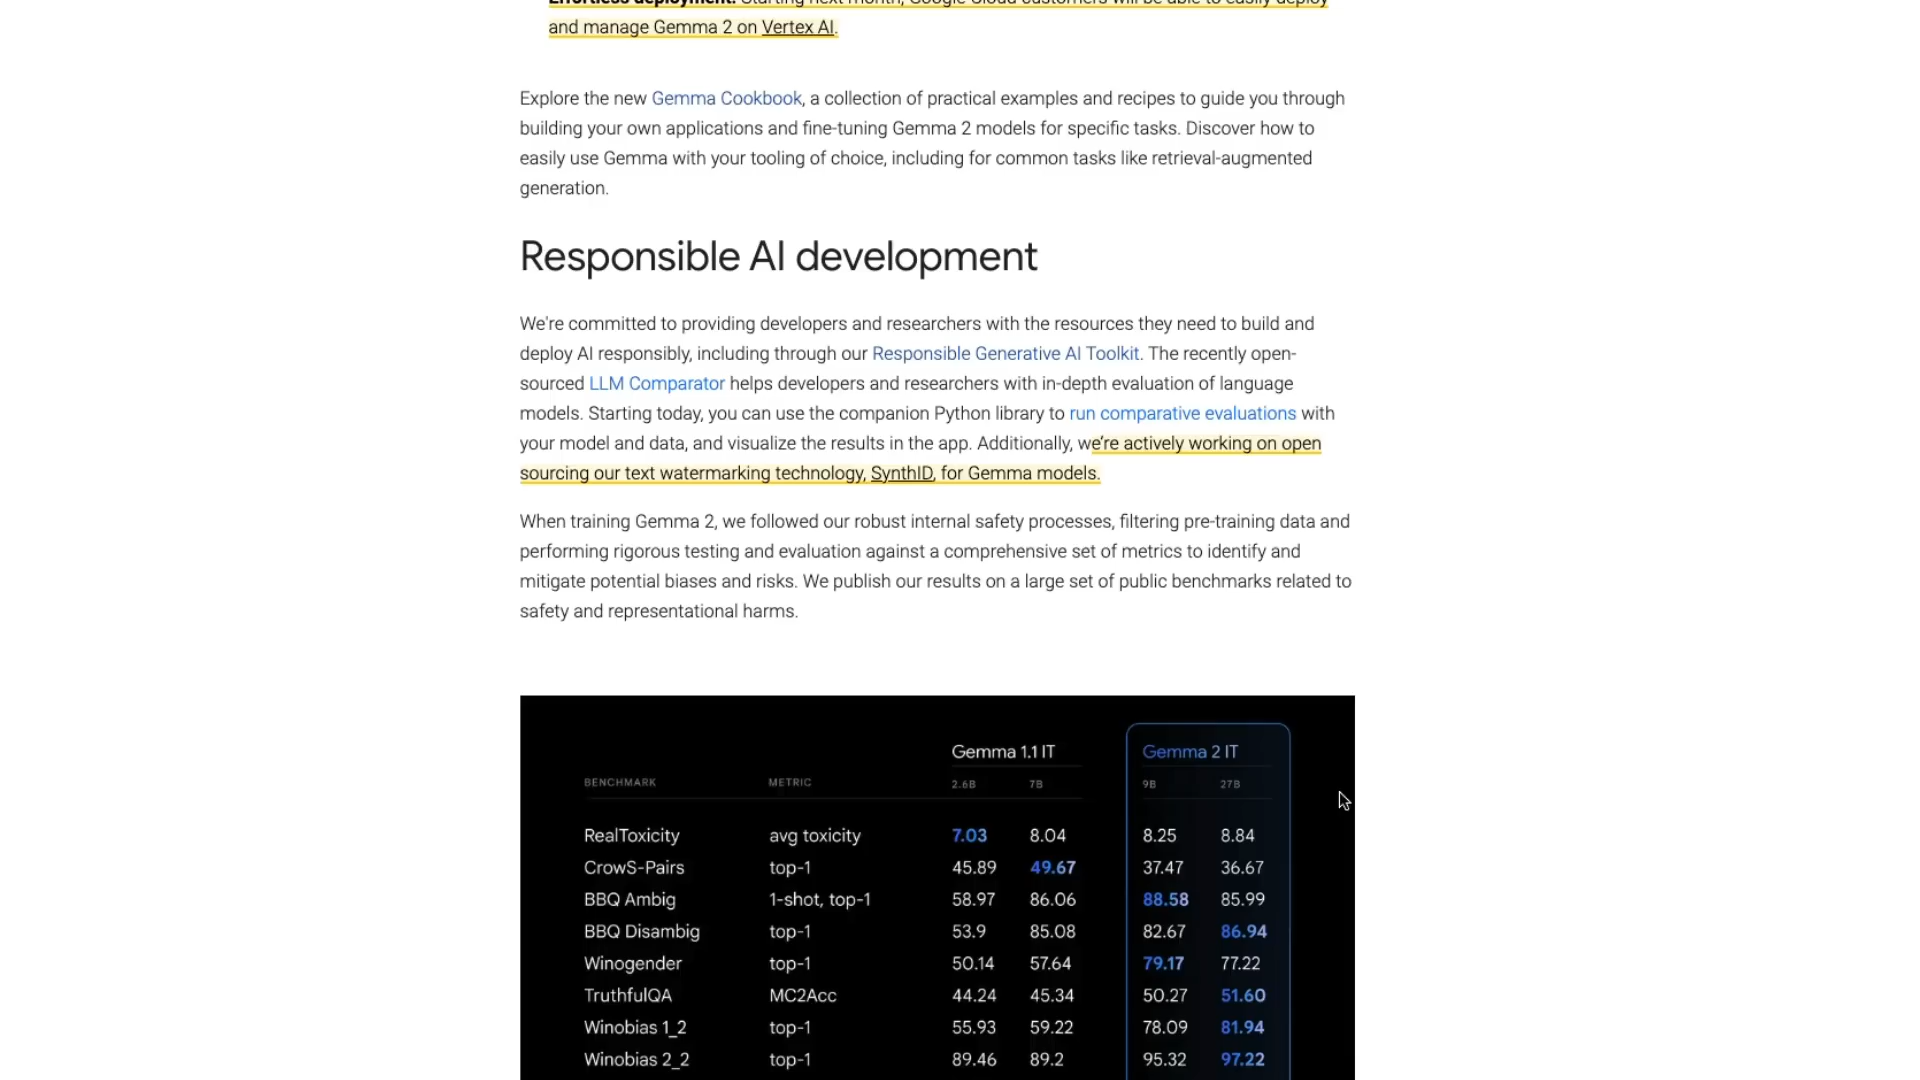 Effortless deployment: Starting next month, Google Cloud customers will be able to easily deploy
and manage Gemma 2 on Vertex AI.
Explore the new Gemma Cookbook, a collection of practical examples and recipes to guide you through
building your own applications and fine-tuning Gemma 2 models for specific tasks. Discover how to
easily use Gemma with your tooling of choice, including for common tasks like retrieval-augmented
generation.
Responsible AI development
We're committed to providing developers and researchers with the resources they need to build and
deploy AI responsibly, including through our Responsible Generative AI Toolkit. The recently open-
sourced LLM Comparator helps developers and researchers with in-depth evaluation of language
models. Starting today, you can use the companion Python library to run comparative evaluations with
your model and data, and visualize the results in the app. Additionally, we’re actively working on open
sourcing our text watermarking technology, SynthID, for Gemma models.
When training Gemma 2, we followed our robust internal safety processes, filtering pre-training data and
performing rigorous testing and evaluation against a comprehensive set of metrics to identify and
mitigate potential biases and risks. We publish our results on a large set of public benchmarks related to
safety and representational harms.
Gemma 1.1 IT Gemma 2 IT
BENCHMARK METRIC 2.6B 7B 9B 27B
RealToxicity avg toxicity 7.03 8.04 8.25 8.84
CrowS-Pairs top-1 45.89 49.67 37.47 36.67
BBQ Ambig 1-shot, top-1 58.97 86.06 88.58 85.99
BBQ Disambig top-1 53.9 85.08 82.67 86.94
Winogender top-1 50.14 57.64 79.17 77.22
TruthfulQA MC2Acc 44.24 45.34 50.27 51.60
Winobias 1_2 top-1 55.93 59.22 78.09 81.94
Winobias 2_2 top-1 89.46 89.2 95.32 97.22